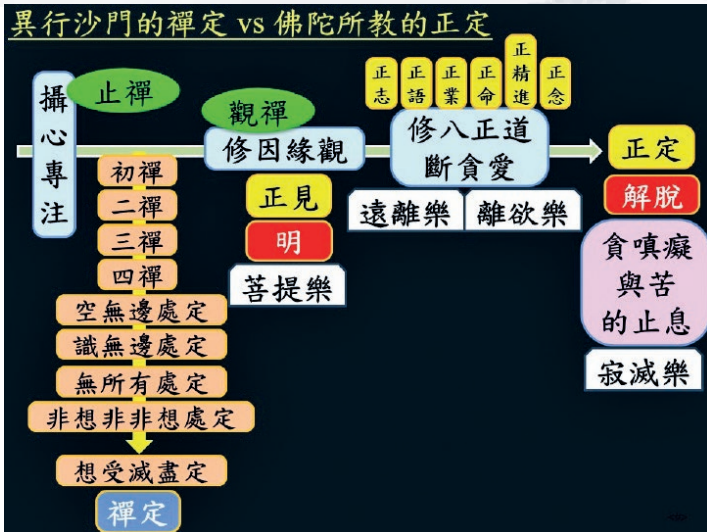 異行沙門的禪定 vs 佛陀所教的正定
攝心專注
止禪
初禪
二禪
三禪
四禪
空無邊處定
識無邊處定
無所有處定
非想非非想處定
想受滅盡定
禪定
觀禪
修因緣觀
正見
明
菩提樂
正志
正語
正業
正命
正精進
正念
修八正道
斷貪愛
遠離樂
離欲樂
正定
解脫
貪嗔癡
與苦
的止息
寂滅樂